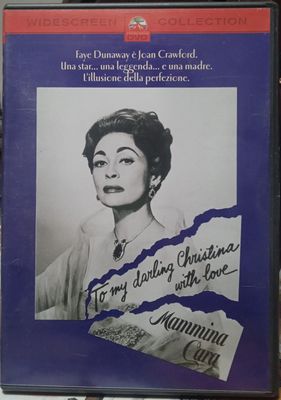 WIDESCREEN COLLECTION
DVD
Faye Dunaway è Joan Crawford.
Una star... una leggenda... e una madre.
L'illusione della perfezione.
To my darling Christina
with love
Mammina
Cara